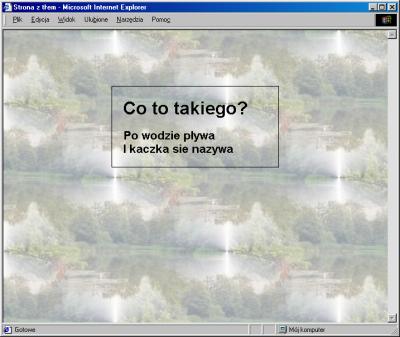 Strona z tłem - Microsoft Internet Explorer
Plik Edycja Widok Ulubione Narzędzia Pomoc
Co to takiego?
Po wodzie pływa
I kaczka sie nazywa
Gotowe Mój komputer